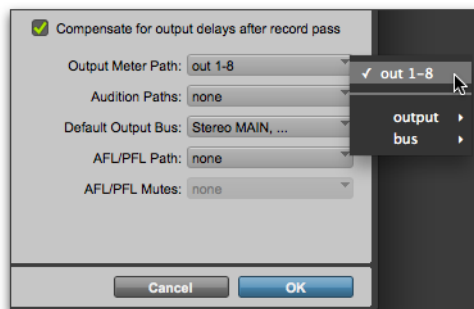 Compensate for output delays after record pass
Output Meter Path: out 1-8
✓ out 1-8
Audition Paths: none
output
Default Output Bus: Stereo MAIN, ...
bus
AFL/PFL Path: none
AFL/PFL Mutes: none
Cancel OK